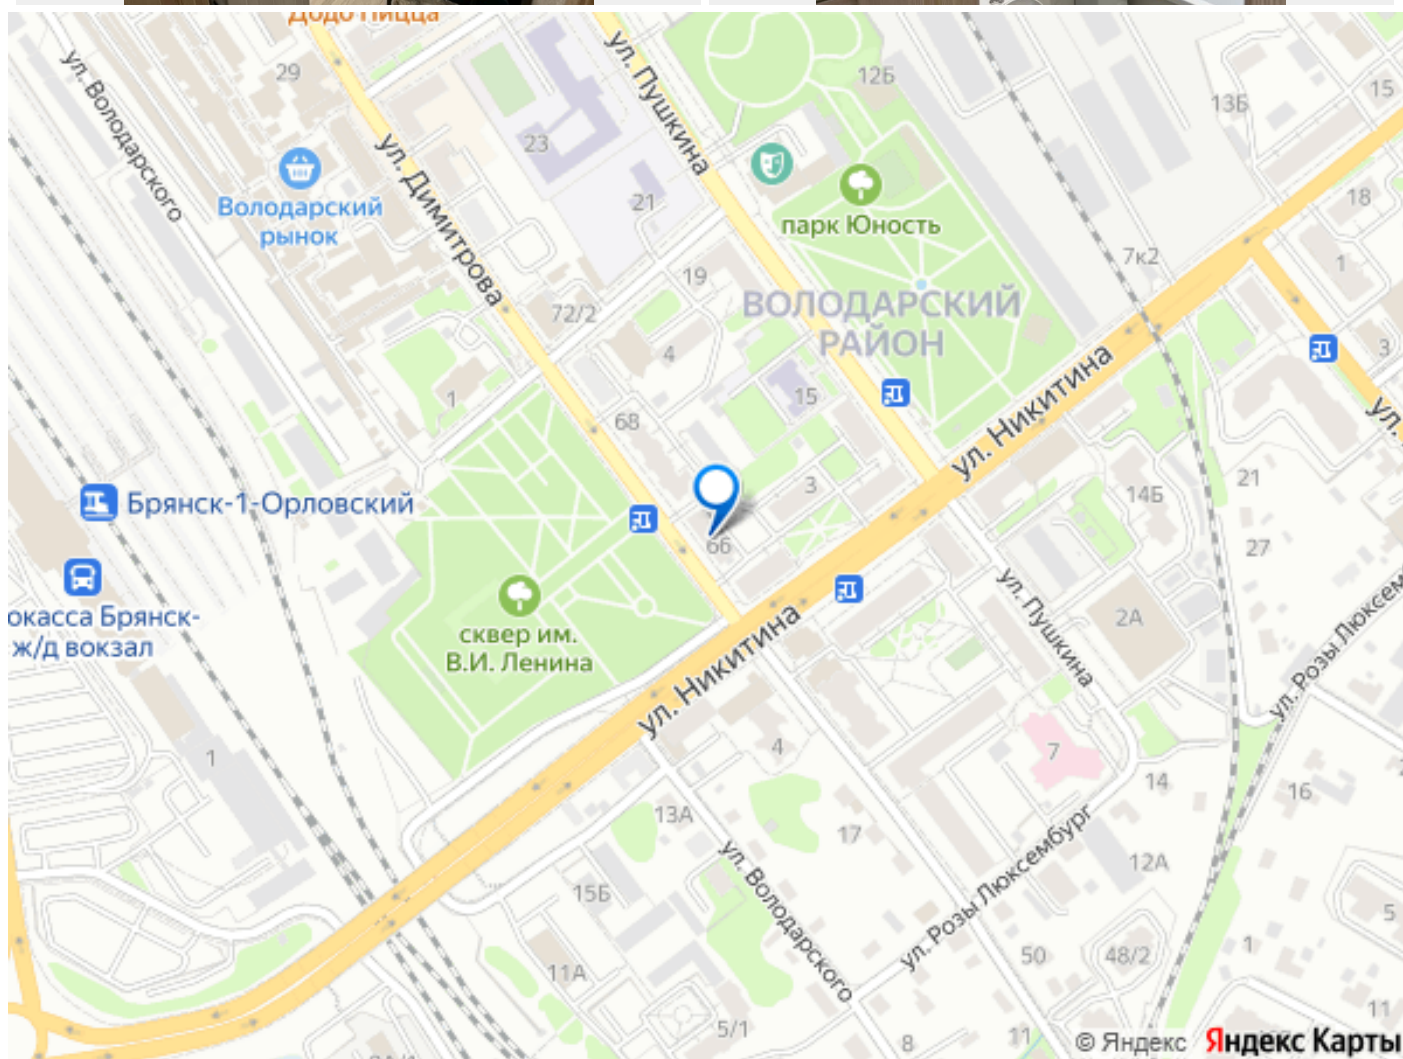 Додо Пицца
ул. Пушкина
ул. Володарского
29
12Б
15
13Б
23
ул. Димитрова
Володарский
рынок
21
парк Юность
18
7к2
1
19
ВОЛОДАРСКИЙ
РАЙОН
72/2
4
3
ул. Никитина
1
15
68
ул.
21
3
14Б
Брянск-1-Орловский
66
27
окасса Брянск-
ж/д вокзал
сквер им.
В.И. Ленина
ул. Пушкина
2А
ул. Розы Люксем
ул. Никитина
4
7
1
14
16
13А
17
ул. Розы Люксембург
12А
15Б
ул. Володарского
5
11А
50
48/2
1
5/1
8
11
11
© Яндекс Яндекс Карты